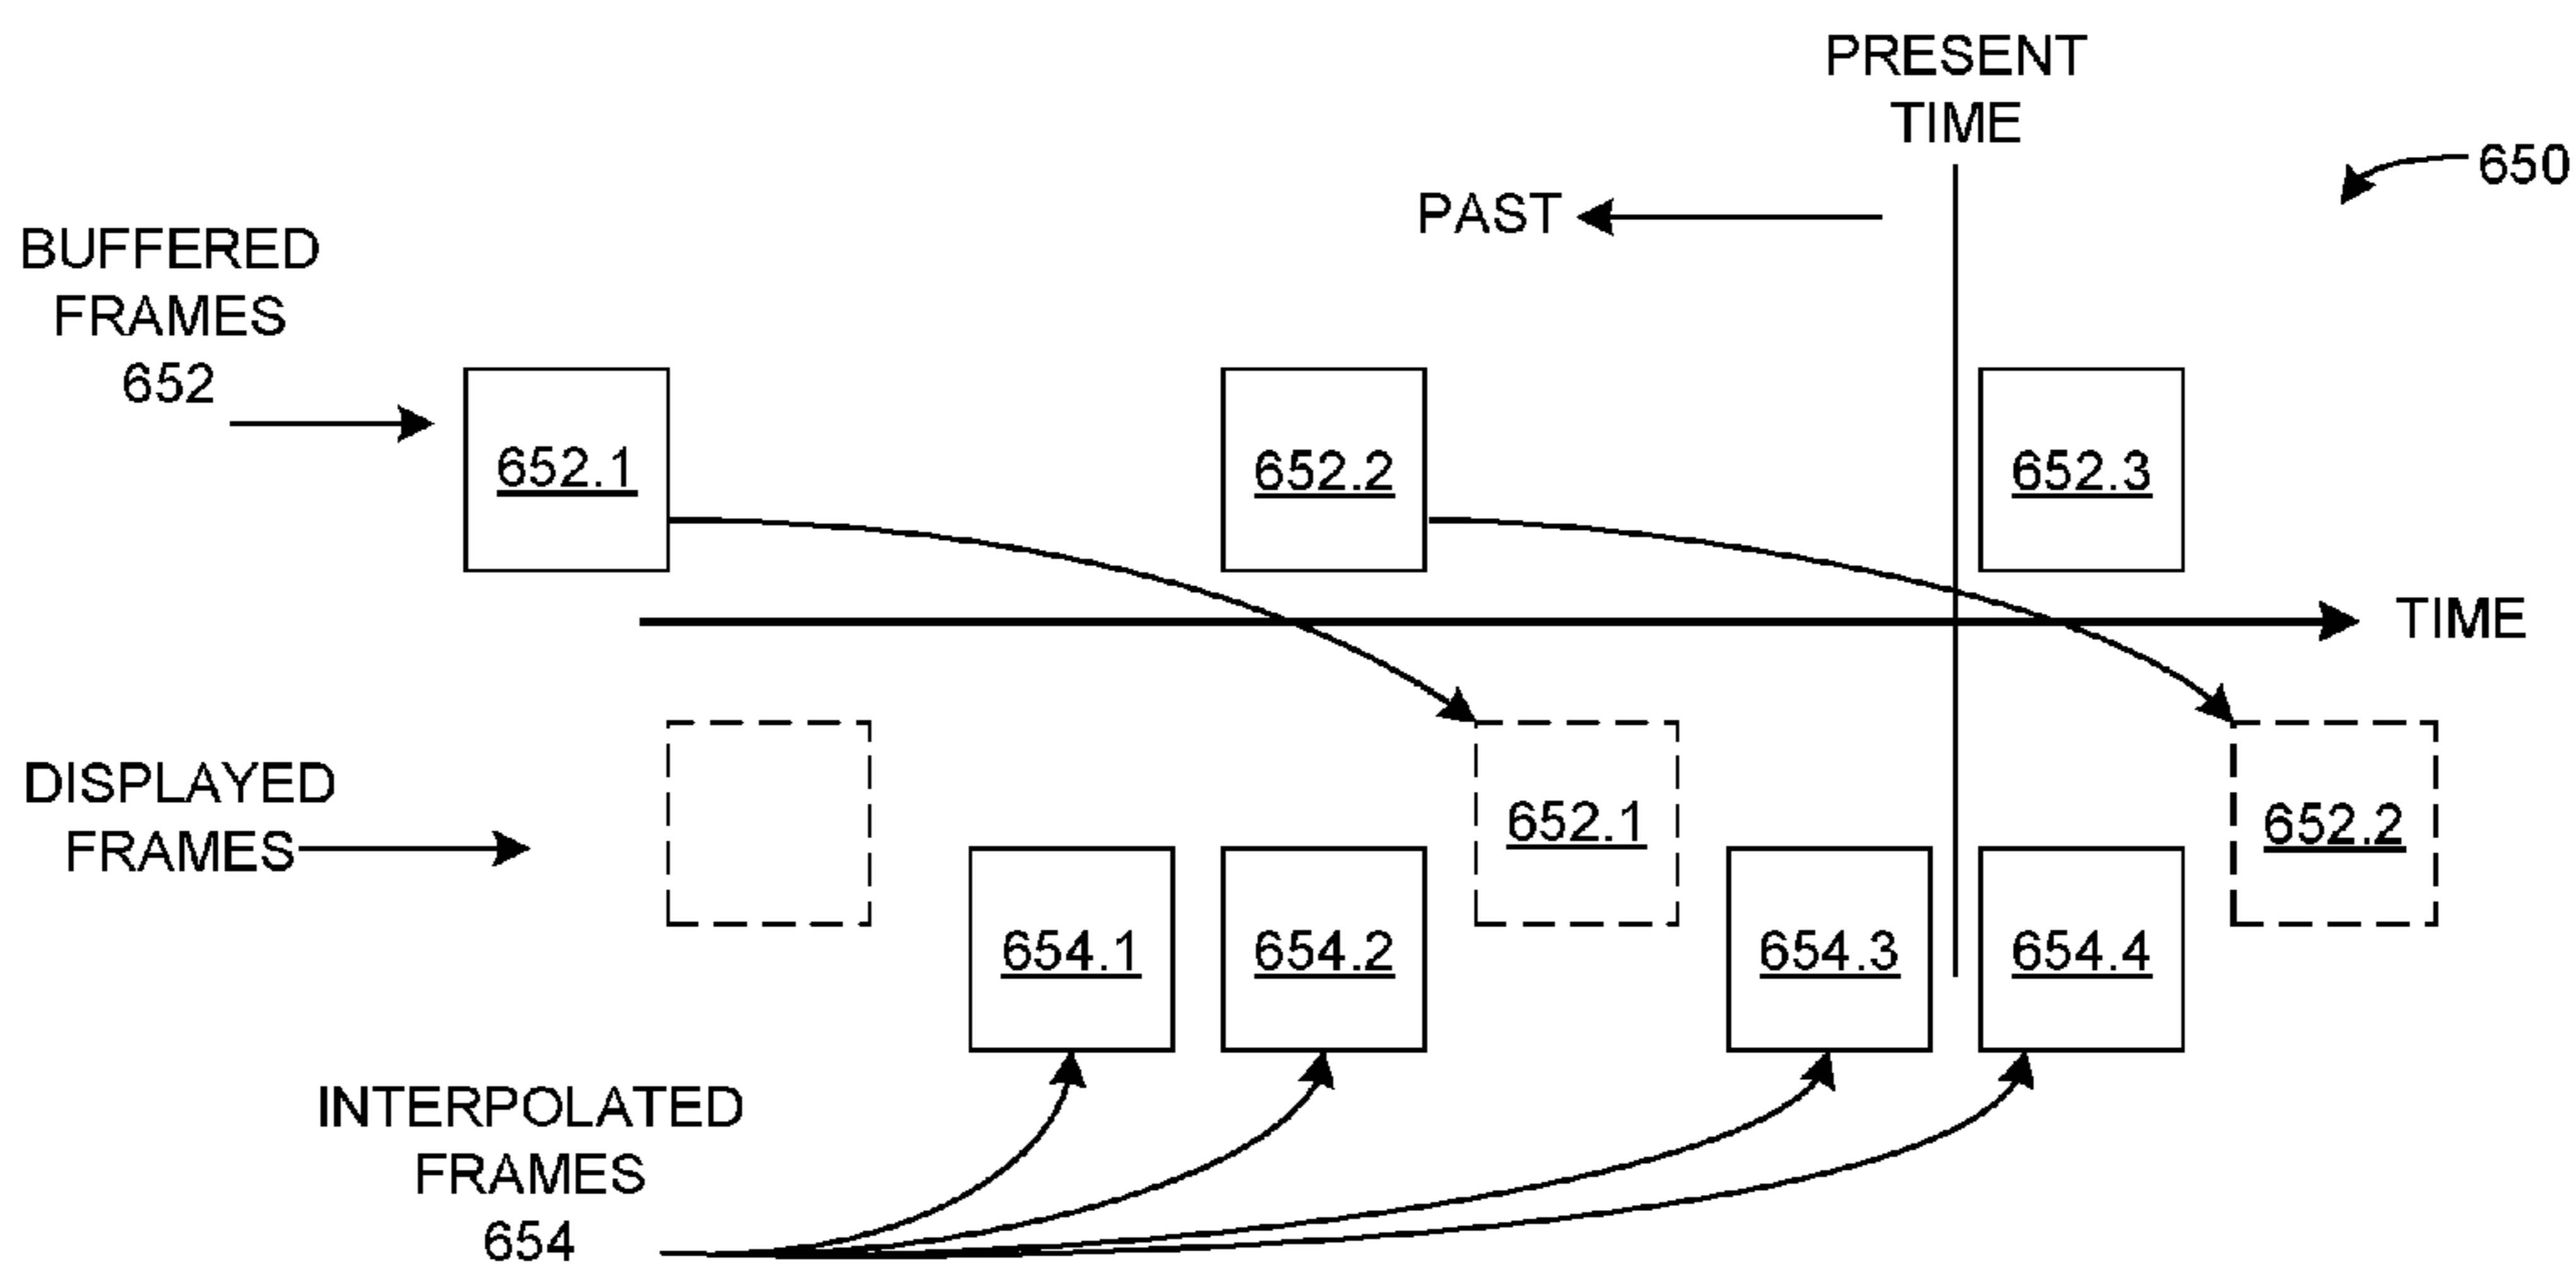 PRESENT
TIME
650
PAST
BUFFERED
FRAMES
652
652.1
652.2
652.3
TIME
DISPLAYED
FRAMES
652.1
652.2
654.1
654.2
654.3
654.4
INTERPOLATED
FRAMES
654